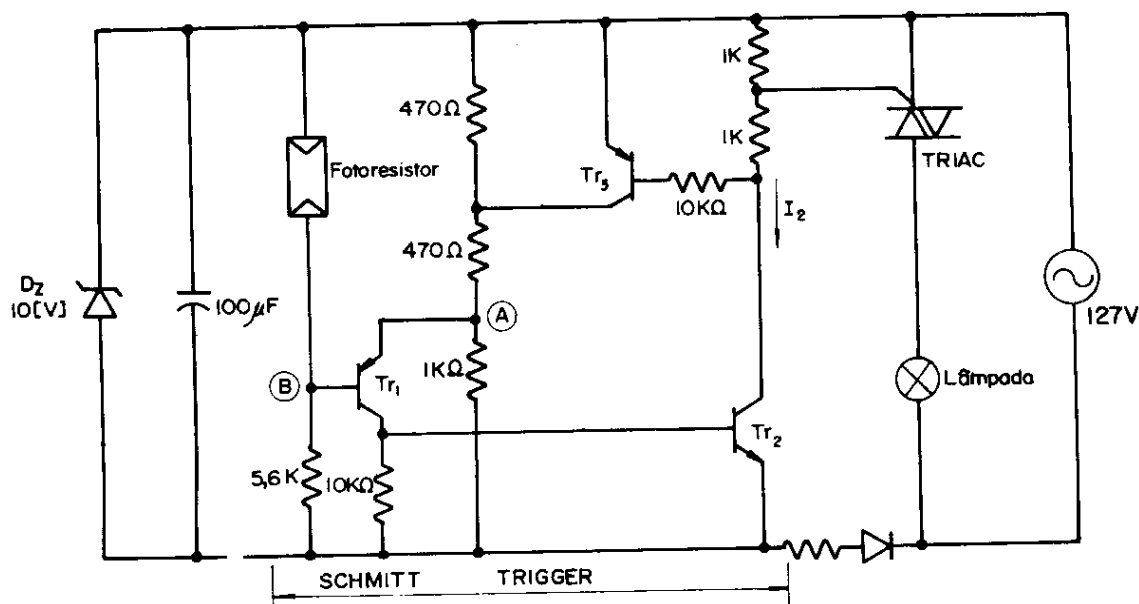 1K
470Ω
1K
TRIAC
Fotoresistor
Tr₃
10KΩ
I₂
470Ω
DZ
10[V]
100µF
A
127V
B
Tr₁
1KΩ
Lâmpada
Tr₂
5,6K
10KΩ
SCHMITT TRIGGER